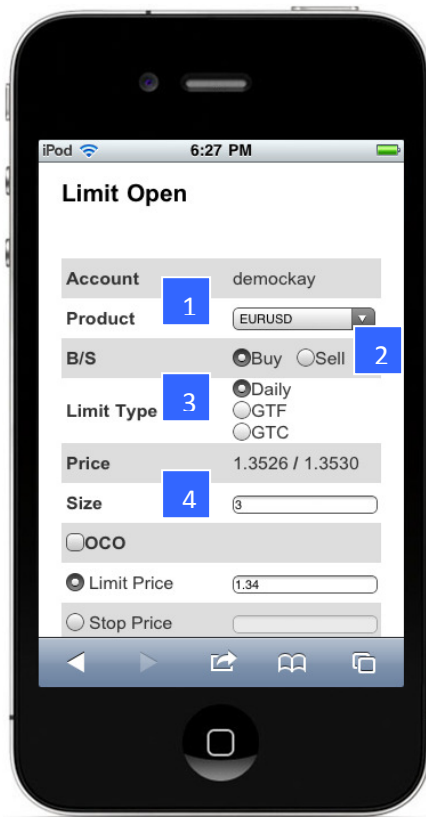 iPod 6:27 PM
Limit Open
Account demockay
1
Product EURUSD
B/S Buy Sell 2
Daily
Limit Type 3 GTF
GTC
Price 1.3526 / 1.3530
Size 4 3
OCO
Limit Price 1.34
Stop Price